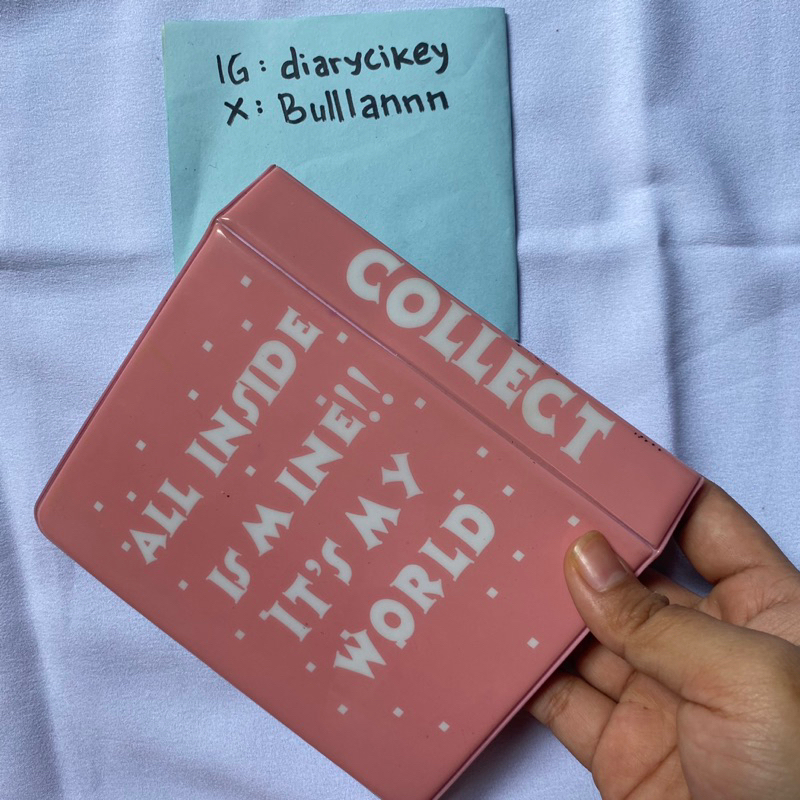 IG: diarycikey
X: Bulllannn
COLLECT
ALL INSIDE
IS MINE!!
IT'S MY
WORLD